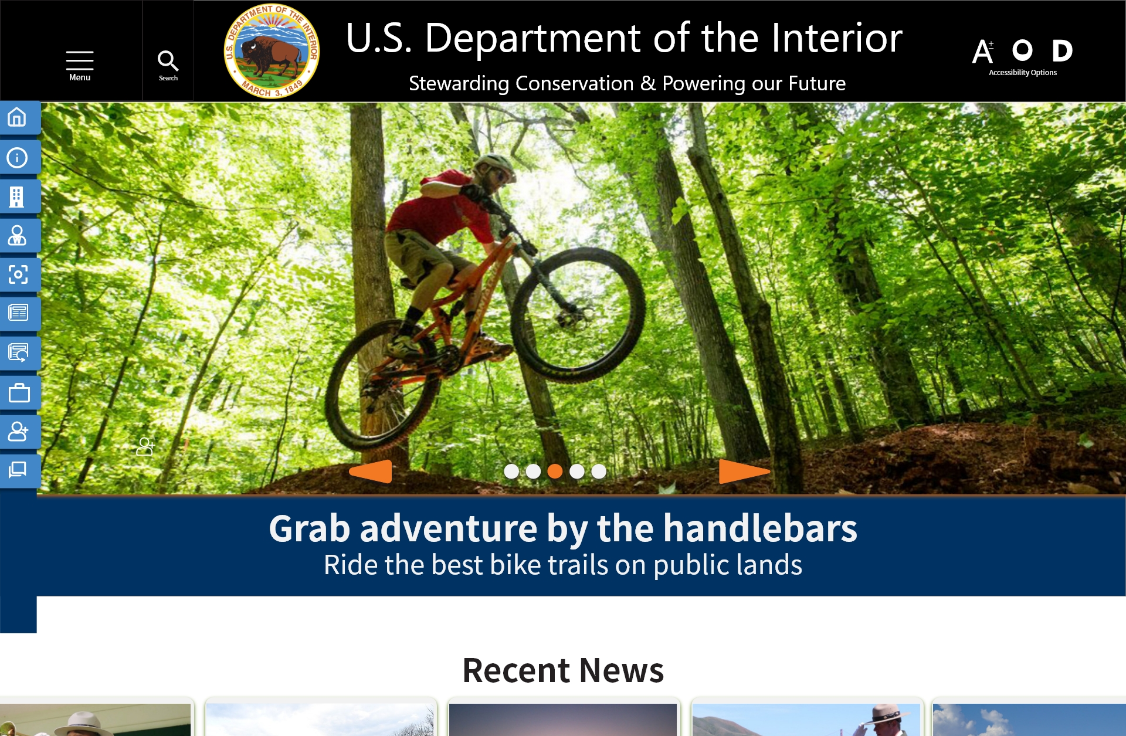 Menu
Search
U.S. DEPARTMENT OF THE INTERIOR
MARCH 3, 1849
U.S. Department of the Interior
Stewarding Conservation & Powering our Future
A± O D
Accessibility Options
Grab adventure by the handlebars
Ride the best bike trails on public lands
Recent News